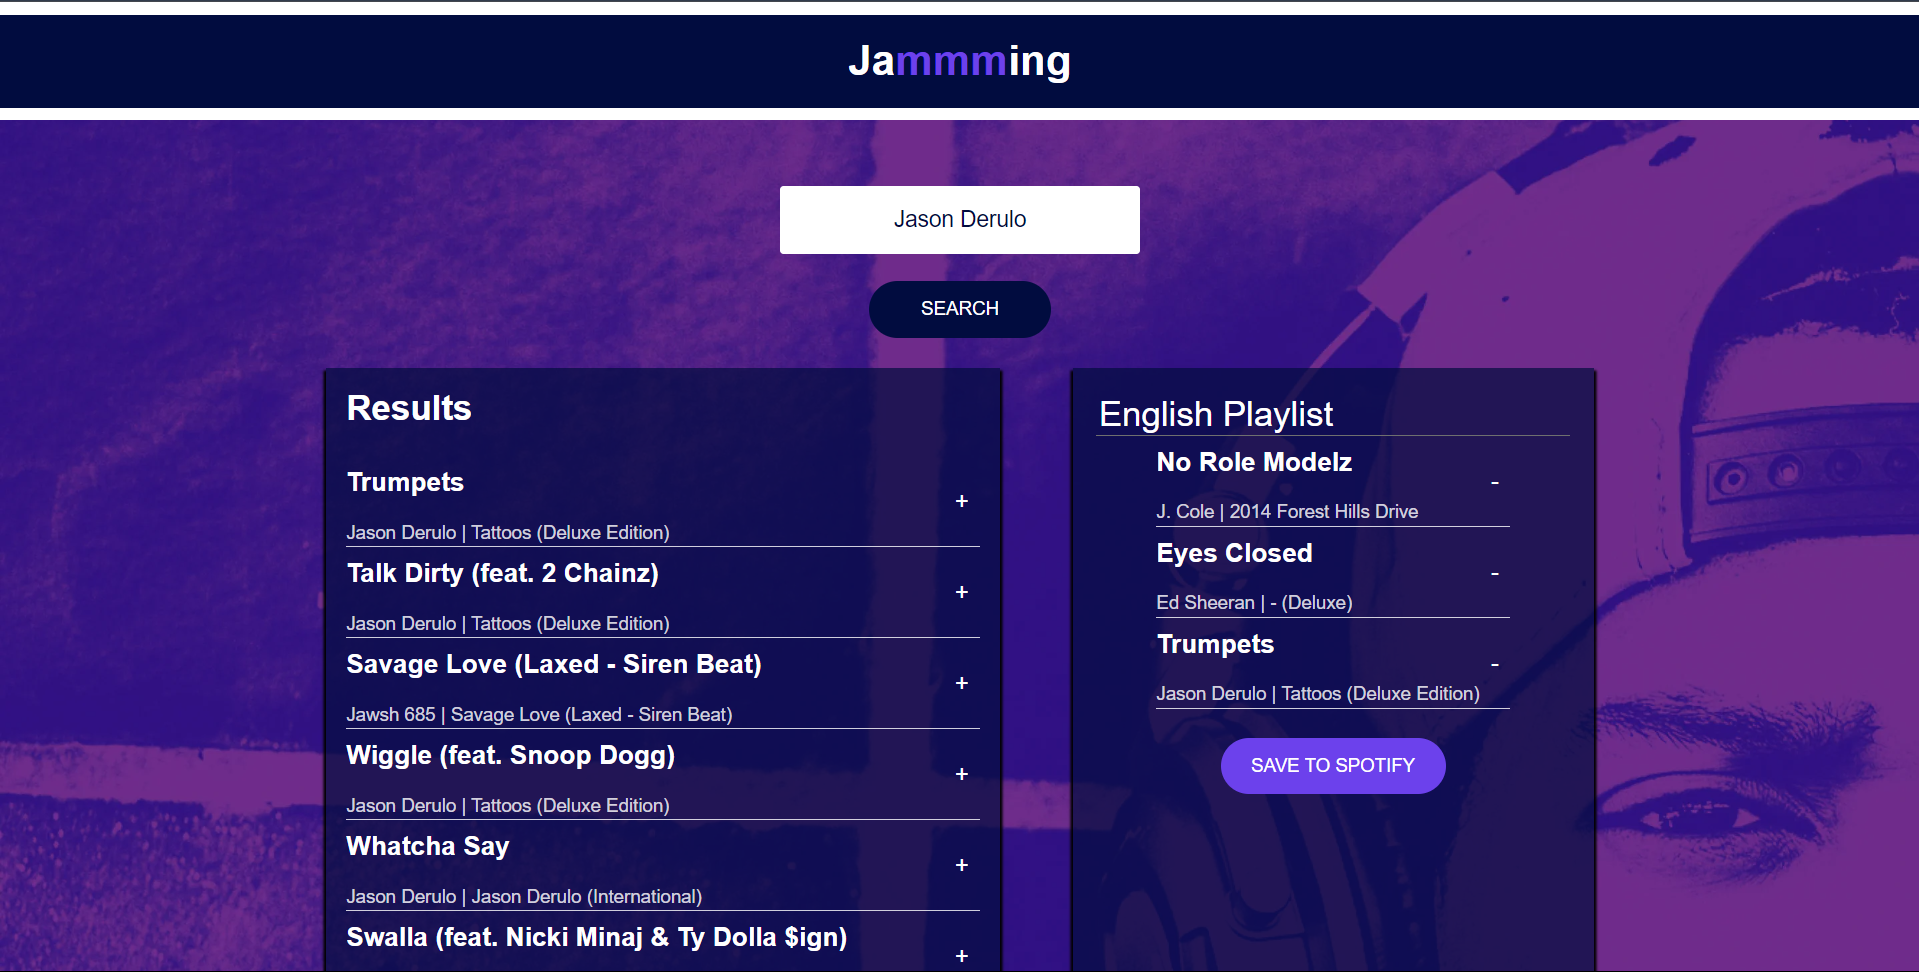 Jammming
Jason Derulo
SEARCH
Results
Trumpets
+
Jason Derulo | Tattoos (Deluxe Edition)
Talk Dirty (feat. 2 Chainz)
+
Jason Derulo | Tattoos (Deluxe Edition)
Savage Love (Laxed - Siren Beat)
+
Jawsh 685 | Savage Love (Laxed - Siren Beat)
Wiggle (feat. Snoop Dogg)
+
Jason Derulo | Tattoos (Deluxe Edition)
Whatcha Say
+
Jason Derulo | Jason Derulo (International)
Swalla (feat. Nicki Minaj & Ty Dolla $ign)
+
English Playlist
No Role Modelz
-
J. Cole | 2014 Forest Hills Drive
Eyes Closed
-
Ed Sheeran | - (Deluxe)
Trumpets
-
Jason Derulo | Tattoos (Deluxe Edition)
SAVE TO SPOTIFY